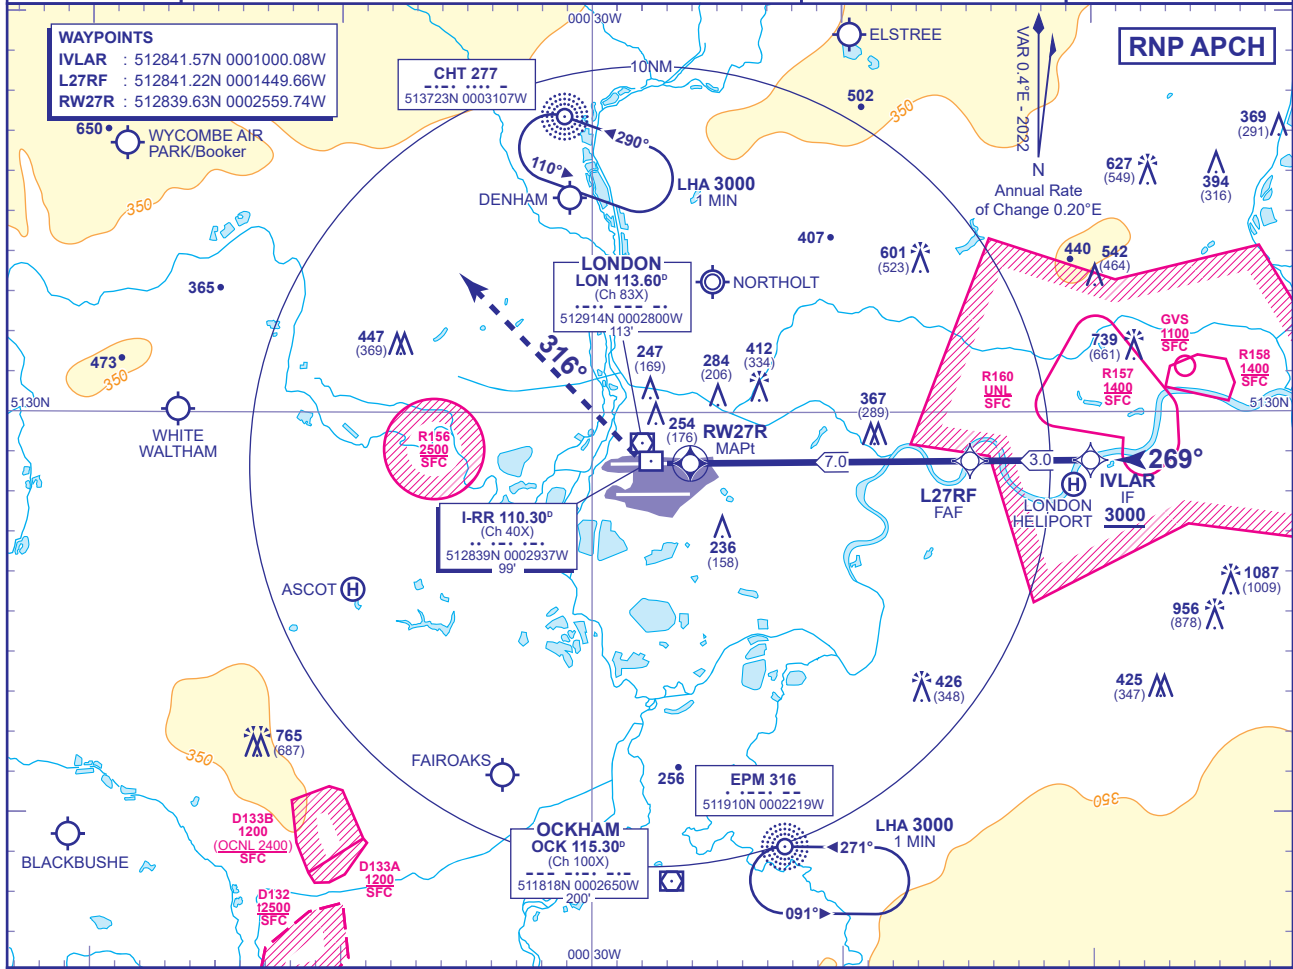 000 30W
WAYPOINTS
IVLAR : 512841.57N 0001000.08W
L27RF : 512841.22N 0001449.66W
RW27R : 512839.63N 0002559.74W
ELSTREE
RNP APCH
VAR 0.4°E - 2022
N
Annual Rate
of Change 0.20°E
10NM
CHT 277
513723N 0003107W
502
350
369
(291)
650
WYCOMBE AIR
PARK/Booker
290°
110°
627
(549)
394
(316)
DENHAM
LHA 3000
1 MIN
350
407
601
(523)
440
542
(464)
LONDON
LON 113.60ᴰ
(Ch 83X)
512914N 0002800W
113'
NORTHOLT
365
316°
447
(369)
473
350
247
(169)
284
(206)
412
(334)
739
(661)
GVS
1100
SFC
R158
1400
SFC
R160
UNL
SFC
R157
1400
SFC
5130N
5130N
367
(289)
254
(176)
RW27R
MAPt
WHITE
WALTHAM
R156
2500
SFC
7.0
3.0
269°
L27RF
FAF
IVLAR
IF
3000
H
LONDON
HELIPORT
I-RR 110.30ᴰ
(Ch 40X)
512839N 0002937W
99'
236
(158)
ASCOT H
1087
(1009)
956
(878)
426
(348)
425
(347)
765
(687)
350
FAIROAKS
256
EPM 316
511910N 0002219W
350
D133B
1200
(OCNL 2400)
SFC
OCKHAM
OCK 115.30ᴰ
(Ch 100X)
511818N 0002650W
200'
271°
LHA 3000
1 MIN
BLACKBUSHE
D133A
1200
SFC
D132
12500
SFC
091°
000 30W